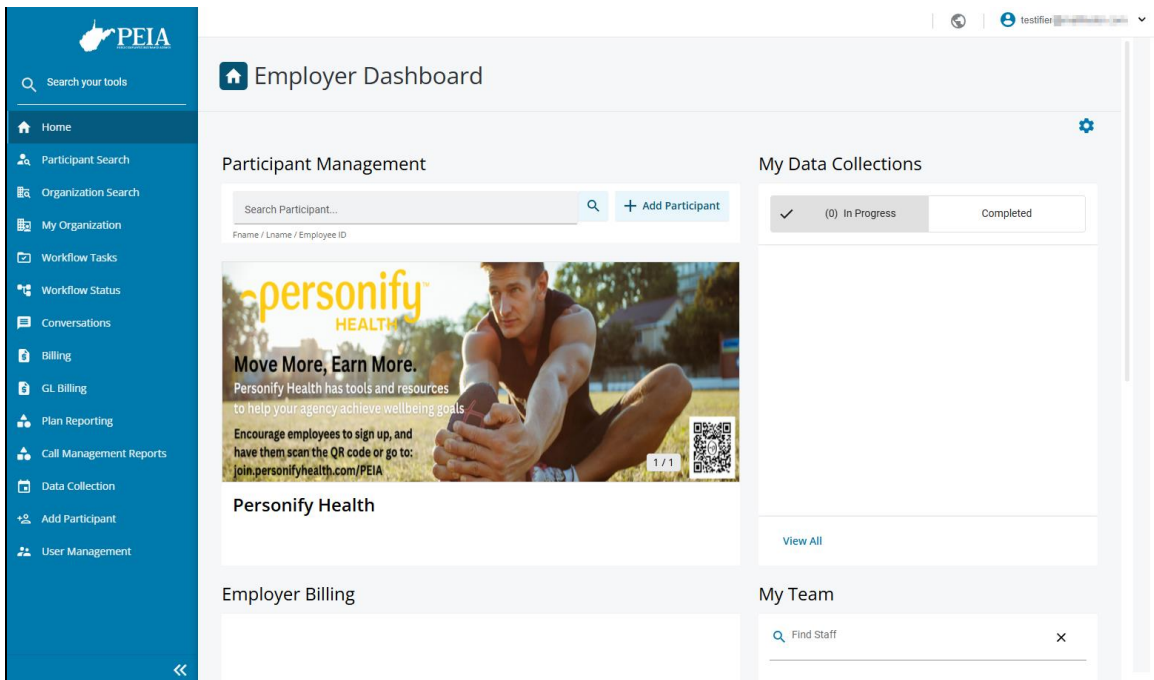 PEIA
testifier
Search your tools
Employer Dashboard
Home
Participant Search
Organization Search
My Organization
Workflow Tasks
Workflow Status
Conversations
Billing
GL Billing
Plan Reporting
Call Management Reports
Data Collection
Add Participant
User Management
Participant Management
Search Participant...
Add Participant
Fname / Lname / Employee ID
personify
HEALTH
Move More, Earn More.
Personify Health has tools and resources
to help your agency achieve wellbeing goals
Encourage employees to sign up, and
have them scan the QR code or go to:
join.personifyhealth.com/PEIA
1 / 1
Personify Health
My Data Collections
(0) In Progress
Completed
View All
Employer Billing
My Team
Find Staff